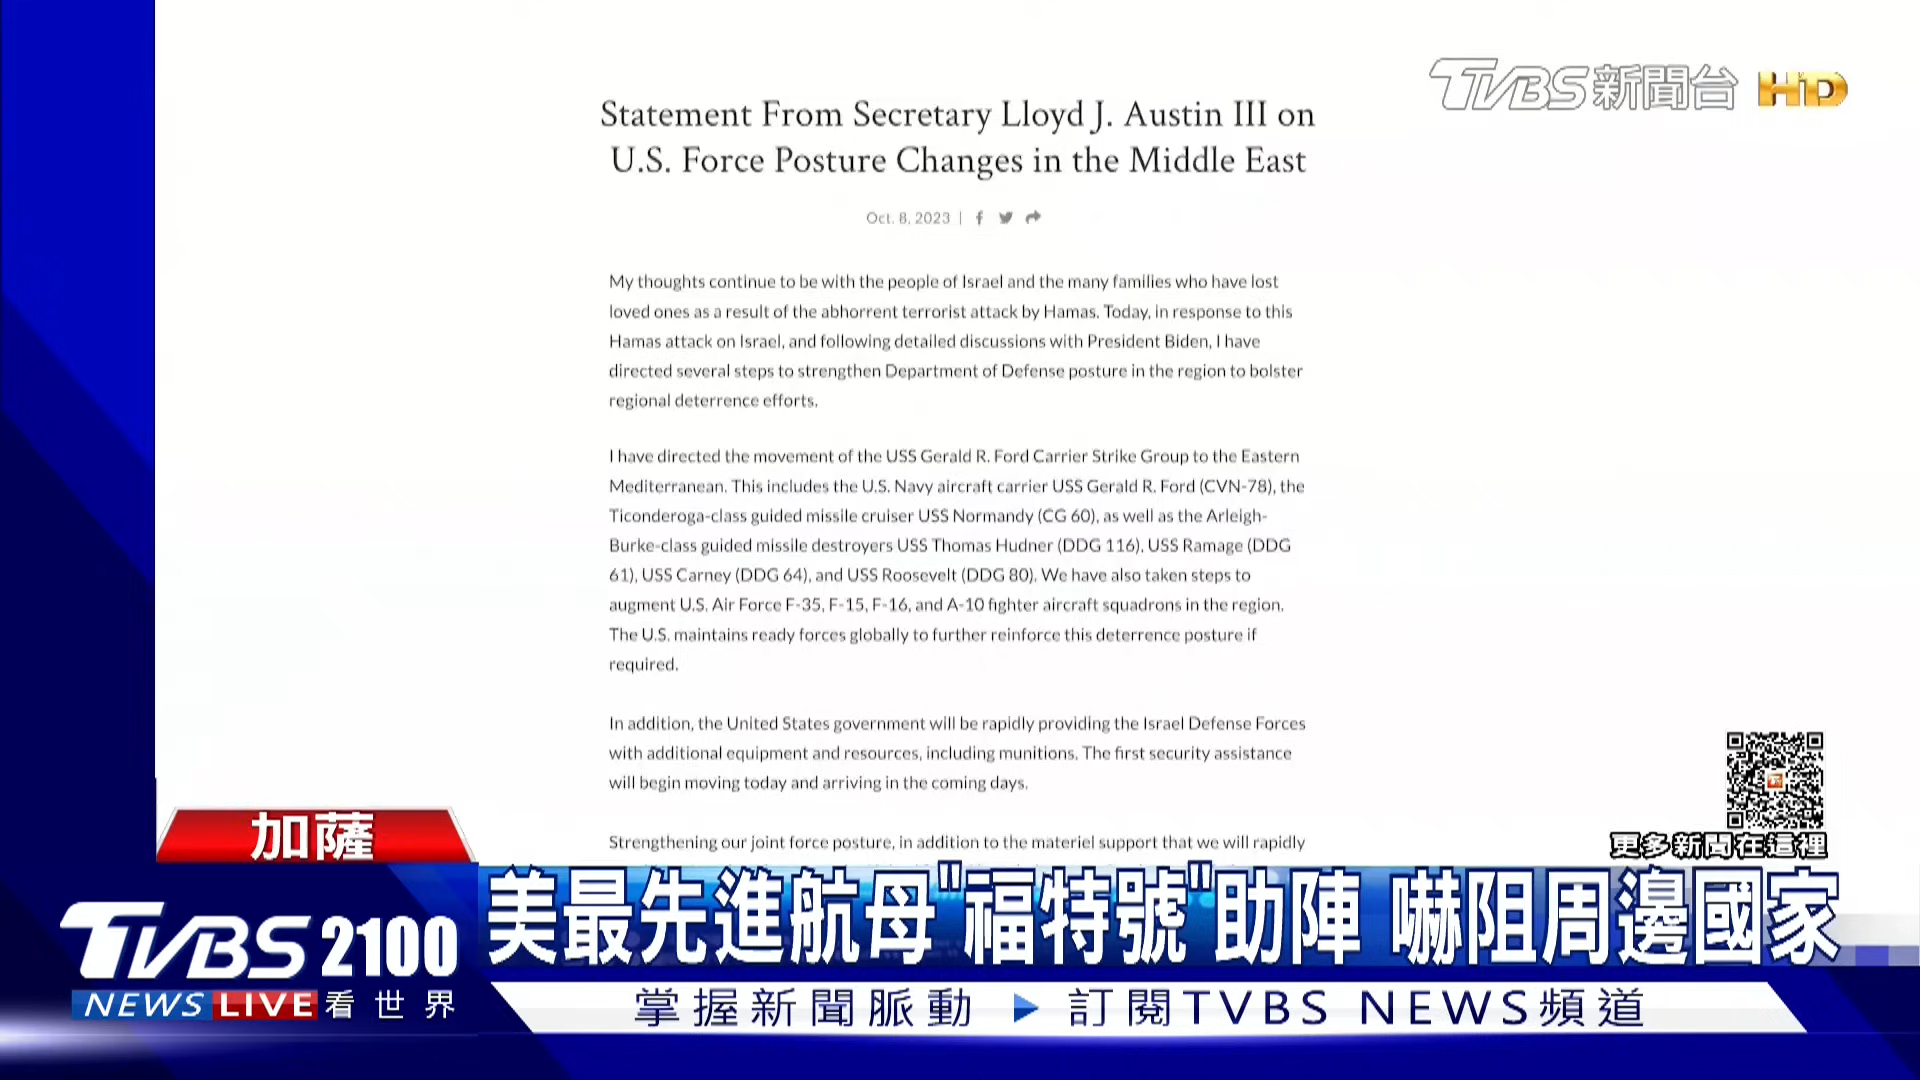 TVBS新聞台 HD
Statement From Secretary Lloyd J. Austin III on
U.S. Force Posture Changes in the Middle East
Oct. 8, 2023 |
My thoughts continue to be with the people of Israel and the many families who have lost
loved ones as a result of the abhorrent terrorist attack by Hamas. Today, in response to this
Hamas attack on Israel, and following detailed discussions with President Biden, I have
directed several steps to strengthen Department of Defense posture in the region to bolster
regional deterrence efforts.
I have directed the movement of the USS Gerald R. Ford Carrier Strike Group to the Eastern
Mediterranean. This includes the U.S. Navy aircraft carrier USS Gerald R. Ford (CVN-78), the
Ticonderoga-class guided missile cruiser USS Normandy (CG 60), as well as the Arleigh-
Burke-class guided missile destroyers USS Thomas Hudner (DDG 116), USS Ramage (DDG
61), USS Carney (DDG 64), and USS Roosevelt (DDG 80). We have also taken steps to
augment U.S. Air Force F-35, F-15, F-16, and A-10 fighter aircraft squadrons in the region.
The U.S. maintains ready forces globally to further reinforce this deterrence posture if
required.
In addition, the United States government will be rapidly providing the Israel Defense Forces
with additional equipment and resources, including munitions. The first security assistance
will begin moving today and arriving in the coming days.
Strengthening our joint force posture, in addition to the materiel support that we will rapidly
更多新聞在這裡
加薩
美最先進航母"福特號"助陣 嚇阻周邊國家
TVBS 2100
NEWS LIVE 看世界
掌握新聞脈動 ▶ 訂閱TVBS NEWS頻道